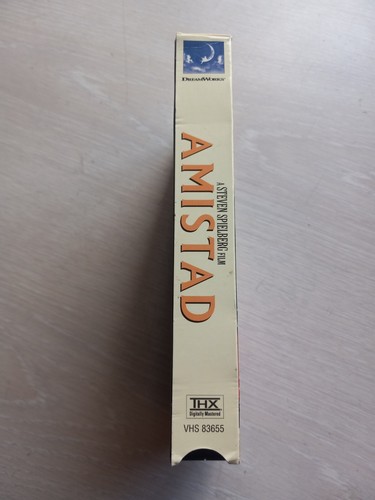 DREAMWORKS
A STEVEN SPIELBERG FILM
AMISTAD
THX
Digitally Mastered
VHS 83655